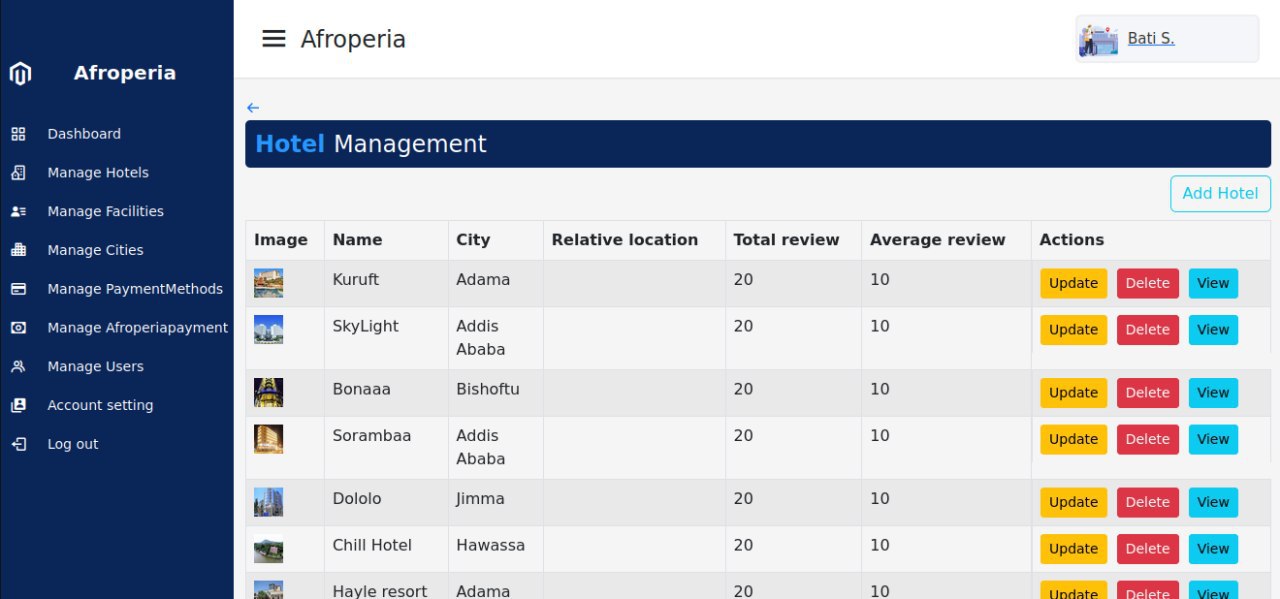 Afroperia
Dashboard
Manage Hotels
Manage Facilities
Manage Cities
Manage PaymentMethods
Manage Afroperiapayment
Manage Users
Account setting
Log out
Afroperia
Bati S.
Hotel Management
Add Hotel
Image Name City Relative location Total review Average review Actions
Kuruft Adama 20 10 Update Delete View
SkyLight Addis 20 10 Update Delete View
Ababa
Bonaaa Bishoftu 20 10 Update Delete View
Sorambaa Addis 20 10 Update Delete View
Ababa
Dololo Jimma 20 10 Update Delete View
Chill Hotel Hawassa 20 10 Update Delete View
Hayle resort Adama 20 10 Update Delete View